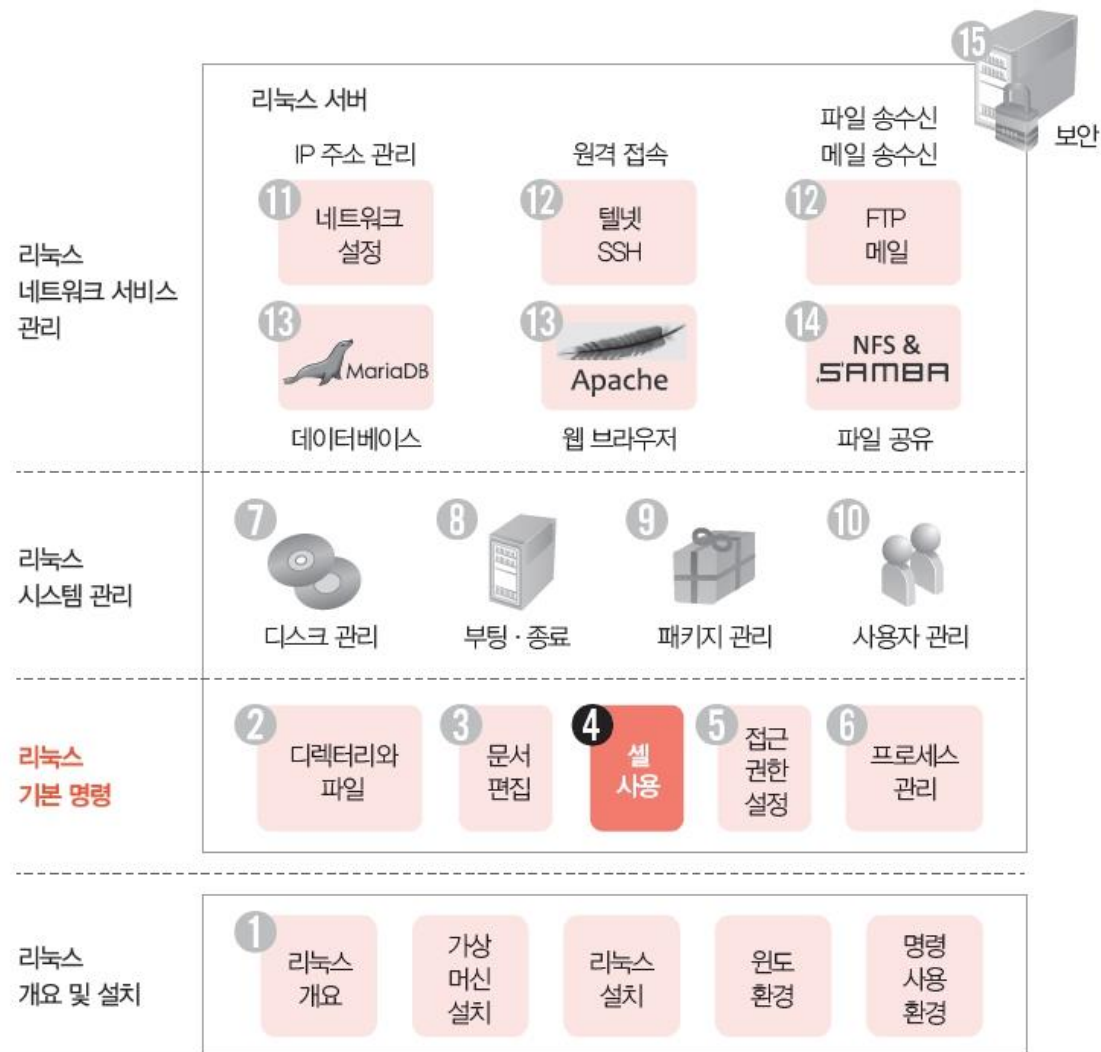 15
보안
리눅스 서버
IP 주소 관리
원격 접속
파일 송수신
메일 송수신
리눅스
네트워크 서비스
관리
11
네트워크
설정
12
텔넷
SSH
12
FTP
메일
13
MariaDB
13
Apache
14
NFS &
SAMBA
데이터베이스
웹 브라우저
파일 공유
리눅스
시스템 관리
7
디스크 관리
8
부팅 · 종료
9
패키지 관리
10
사용자 관리
리눅스
기본 명령
2
디렉터리와
파일
3
문서
편집
4
셸
사용
5
접근
권한
설정
6
프로세스
관리
리눅스
개요 및 설치
1
리눅스
개요
가상
머신
설치
리눅스
설치
윈도
환경
명령
사용
환경